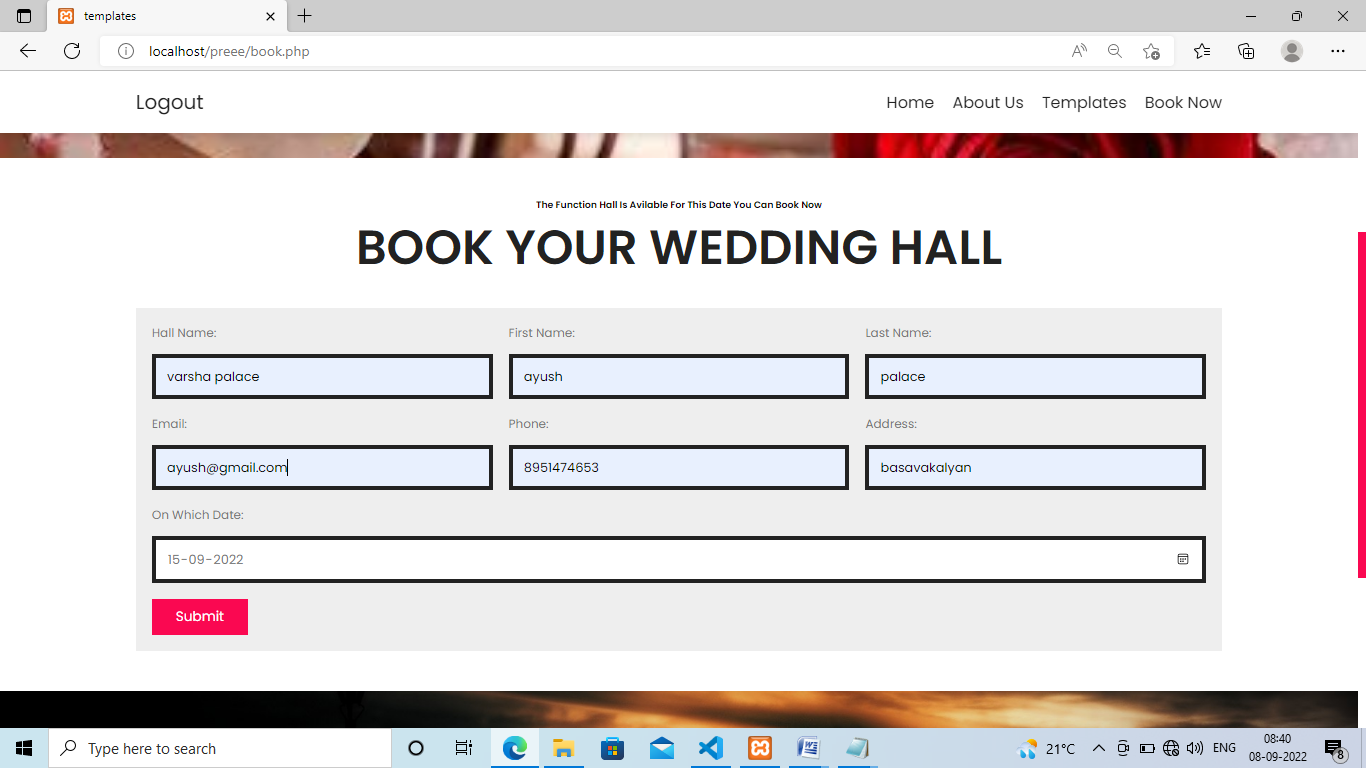 templates
localhost/preee/book.php
Logout
Home About Us Templates Book Now
The Function Hall Is Avilable For This Date You Can Book Now
BOOK YOUR WEDDING HALL
Hall Name: First Name: Last Name:
varsha palace ayush palace
Email: Phone: Address:
ayush@gmail.com 8951474653 basavakalyan
On Which Date:
15-09-2022
Submit
Type here to search
21°C
ENG
08:40
08-09-2022
8